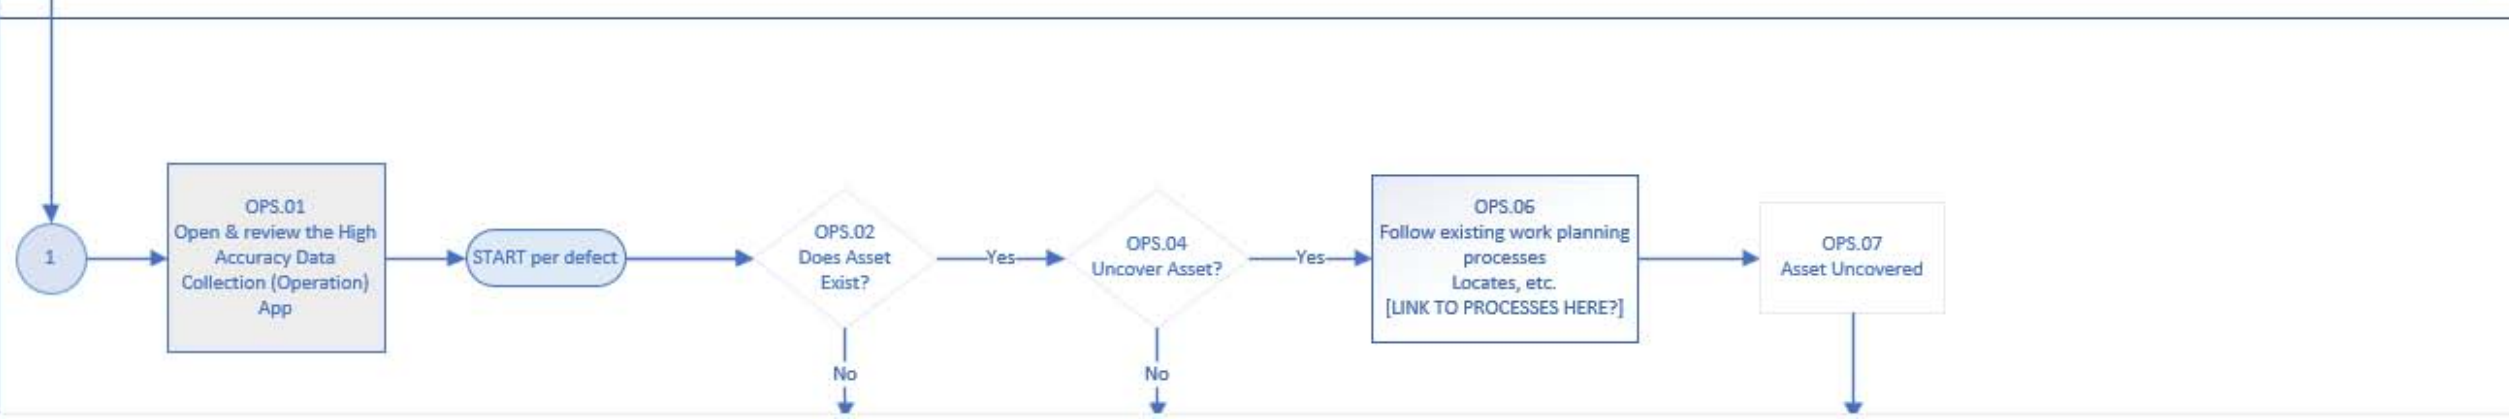 1
OPS.01
Open & review the High
Accuracy Data
Collection (Operation)
App
START per defect
OPS.02
Does Asset
Exist?
Yes
No
OPS.04
Uncover Asset?
Yes
No
OPS.06
Follow existing work planning
processes
Locates, etc.
[LINK TO PROCESSES HERE?]
OPS.07
Asset Uncovered